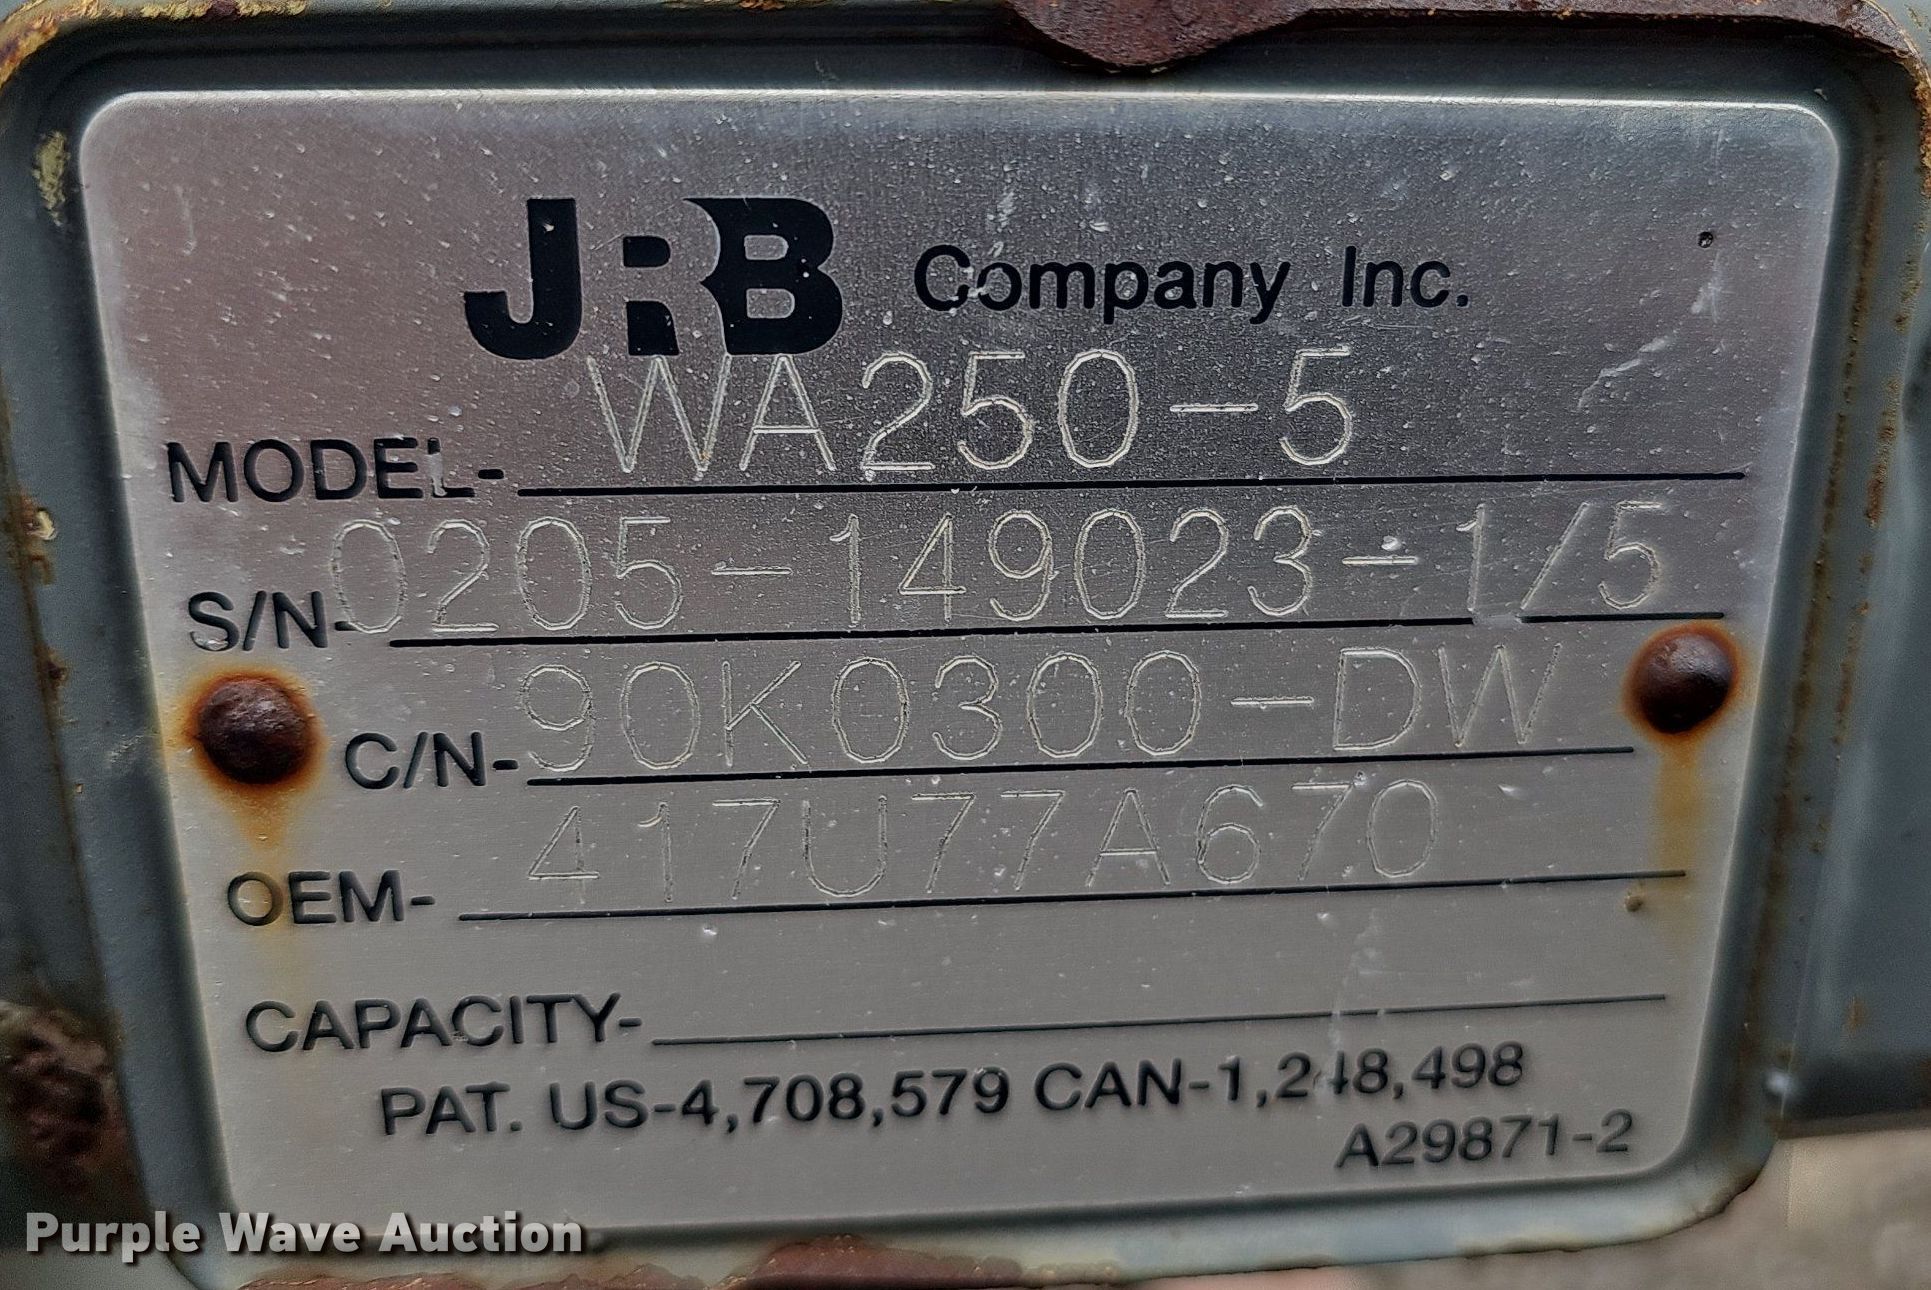 JRB Company Inc.
MODEL- WA250-5
S/N- 0205-149023-1/5
C/N- 90K0300-DW
OEM- 417U77A670
CAPACITY-
PAT. US-4,708,579 CAN-1,248,498
A29871-2
Purple Wave Auction